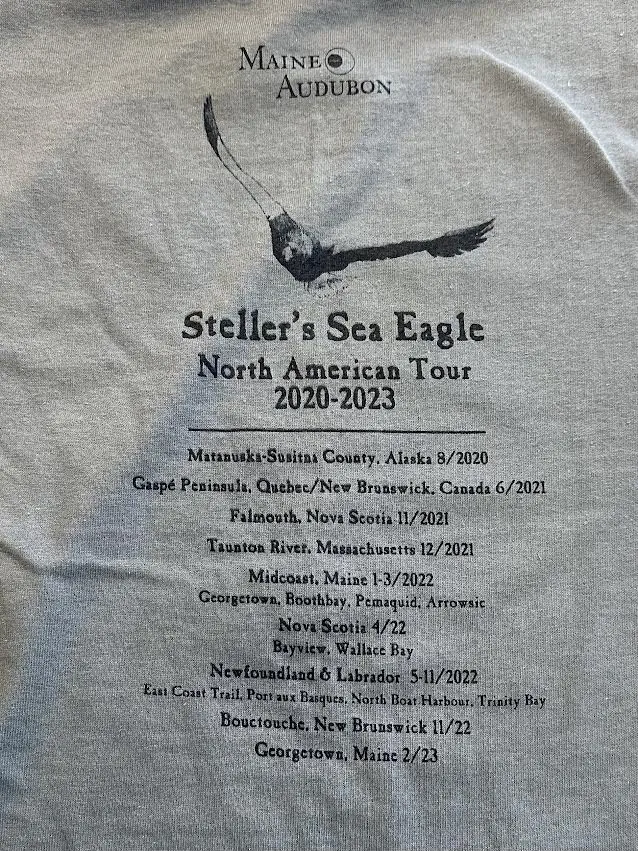 MAINE
AUDUBON
Steller's Sea Eagle
North American Tour
2020-2023
Matanuska-Susitna County, Alaska 8/2020
Gaspé Peninsula, Quebec/New Brunswick, Canada 6/2021
Falmouth, Nova Scotia 11/2021
Taunton River, Massachusetts 12/2021
Midcoast, Maine 1-3/2022
Georgetown, Boothbay, Pemaquid, Arrowsic
Nova Scotia 4/22
Bayview, Wallace Bay
Newfoundland & Labrador 5-11/2022
East Coast Trail, Port aux Basques, North Boat Harbour, Trinity Bay
Bouctouche, New Brunswick 11/22
Georgetown, Maine 2/23